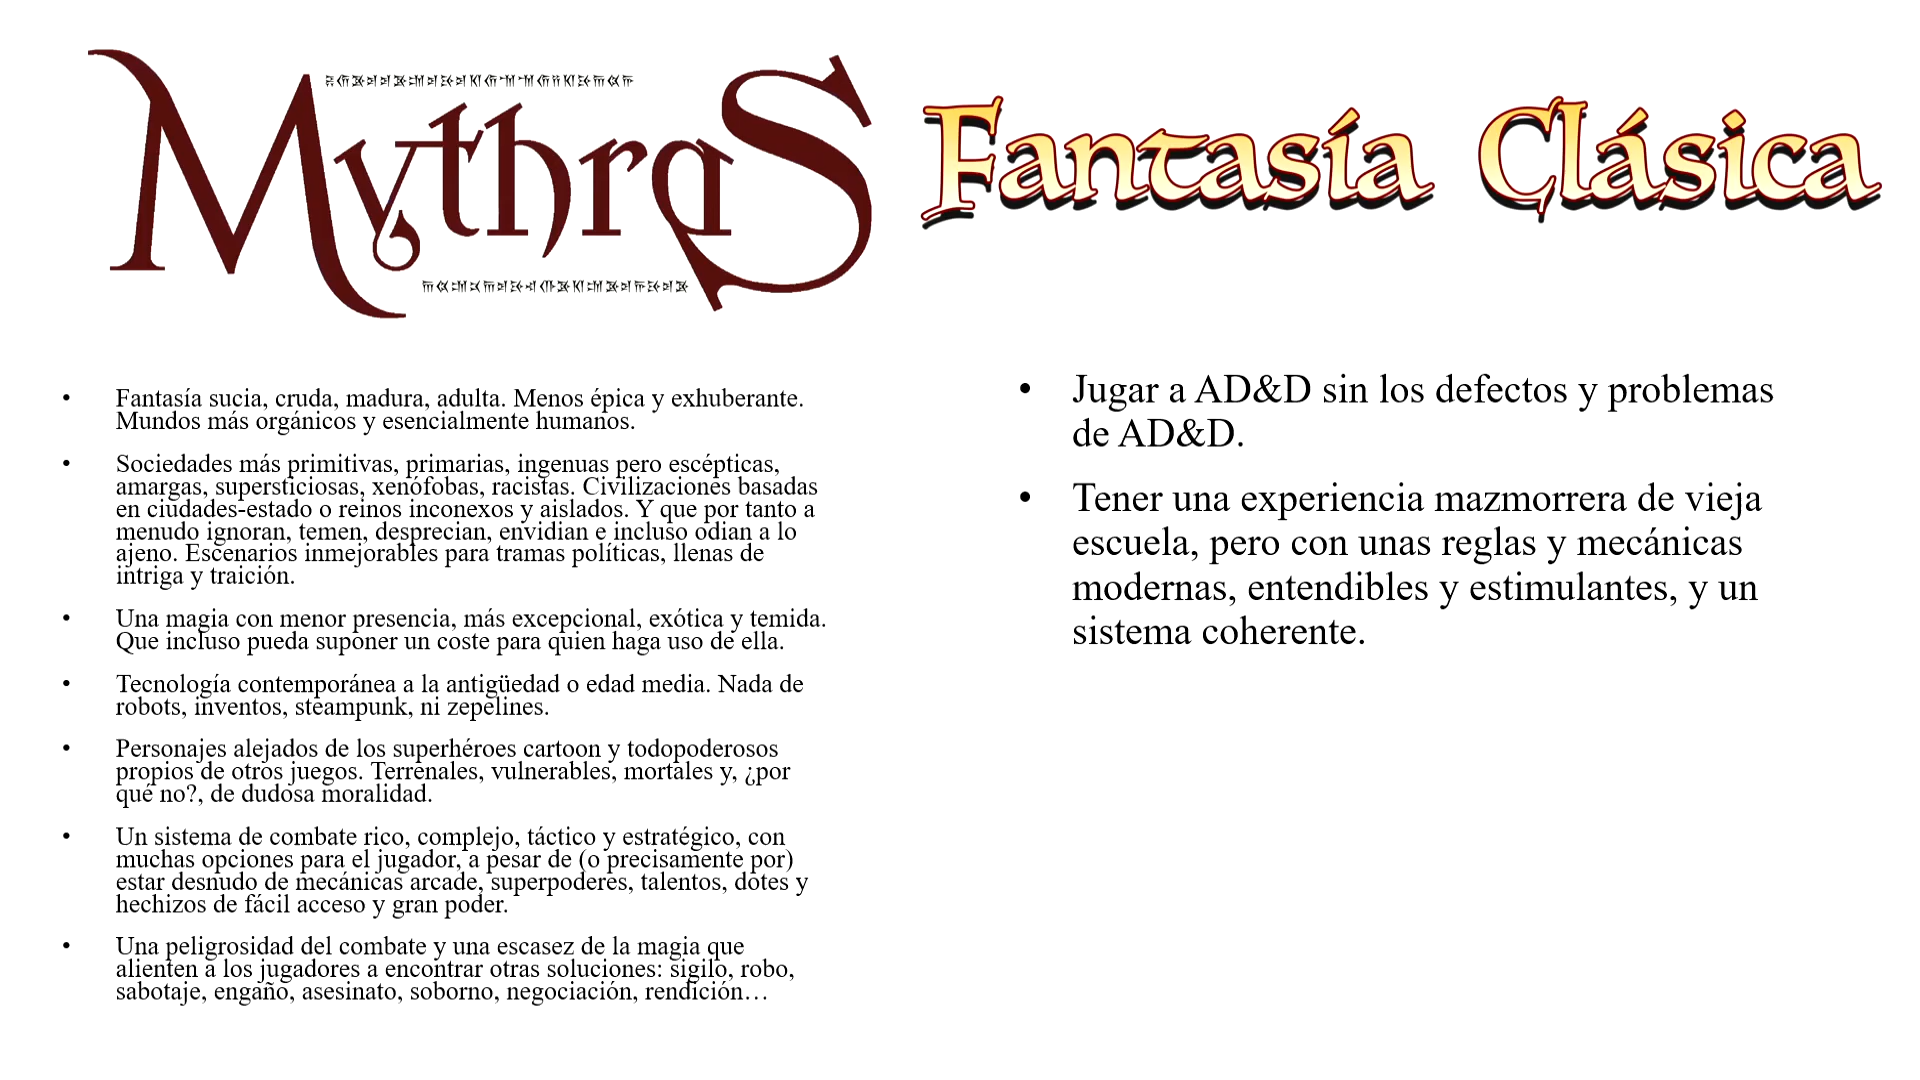 Mythras
Fantasía Clásica
• Fantasía sucia, cruda, madura, adulta. Menos épica y exhuberante.
Mundos más orgánicos y esencialmente humanos.
• Sociedades más primitivas, primarias, ingenuas pero escépticas,
amargas, supersticiosas, xenófobas, racistas. Civilizaciones basadas
en ciudades-estado o reinos inconexos y aislados. Y que por tanto a
menudo ignoran, temen, desprecian, envidian e incluso odian a lo
ajeno. Escenarios inmejorables para tramas políticas, llenas de
intriga y traición.
• Una magia con menor presencia, más excepcional, exótica y temida.
Que incluso pueda suponer un coste para quien haga uso de ella.
• Tecnología contemporánea a la antigüedad o edad media. Nada de
robots, inventos, steampunk, ni zepelines.
• Personajes alejados de los superhéroes cartoon y todopoderosos
propios de otros juegos. Terrenales, vulnerables, mortales y, ¿por
qué no?, de dudosa moralidad.
• Un sistema de combate rico, complejo, táctico y estratégico, con
muchas opciones para el jugador, a pesar de (o precisamente por)
estar desnudo de mecánicas arcade, superpoderes, talentos, dotes y
hechizos de fácil acceso y gran poder.
• Una peligrosidad del combate y una escasez de la magia que
alienten a los jugadores a encontrar otras soluciones: sigilo, robo,
sabotaje, engaño, asesinato, soborno, negociación, rendición…
• Jugar a AD&D sin los defectos y problemas
de AD&D.
• Tener una experiencia mazmorrera de vieja
escuela, pero con unas reglas y mecánicas
modernas, entendibles y estimulantes, y un
sistema coherente.